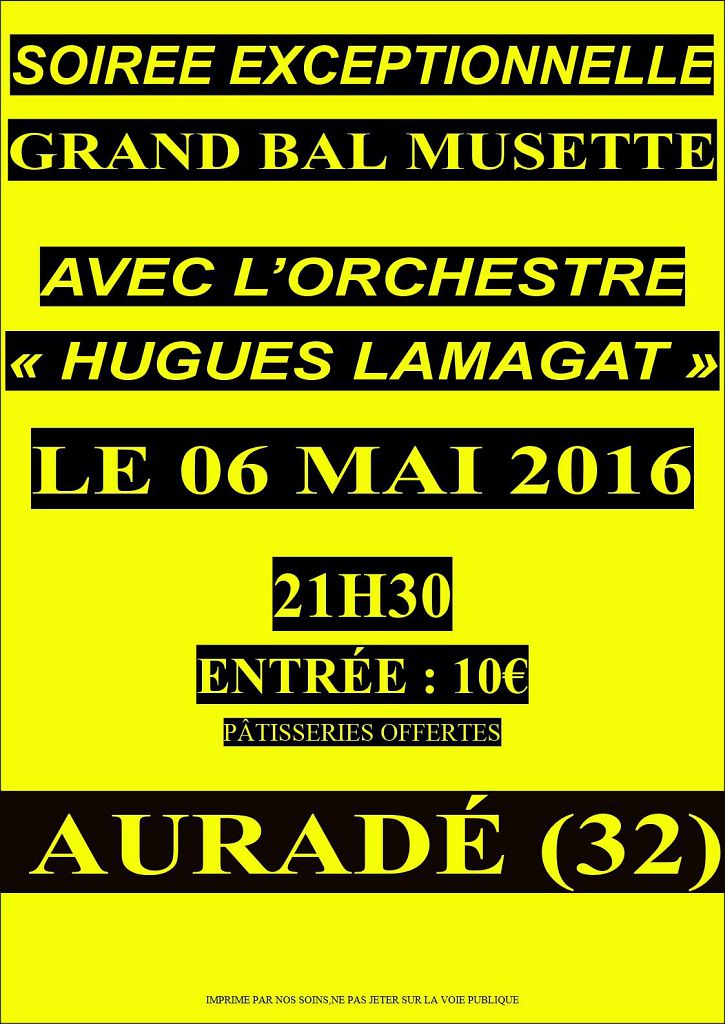 SOIREE EXCEPTIONNELLE
GRAND BAL MUSETTE
AVEC L’ORCHESTRE
« HUGUES LAMAGAT »
LE 06 MAI 2016
21H30
ENTRÉE : 10€
PÂTISSERIES OFFERTES
AURADÉ (32)
IMPRIME PAR NOS SOINS,NE PAS JETER SUR LA VOIE PUBLIQUE